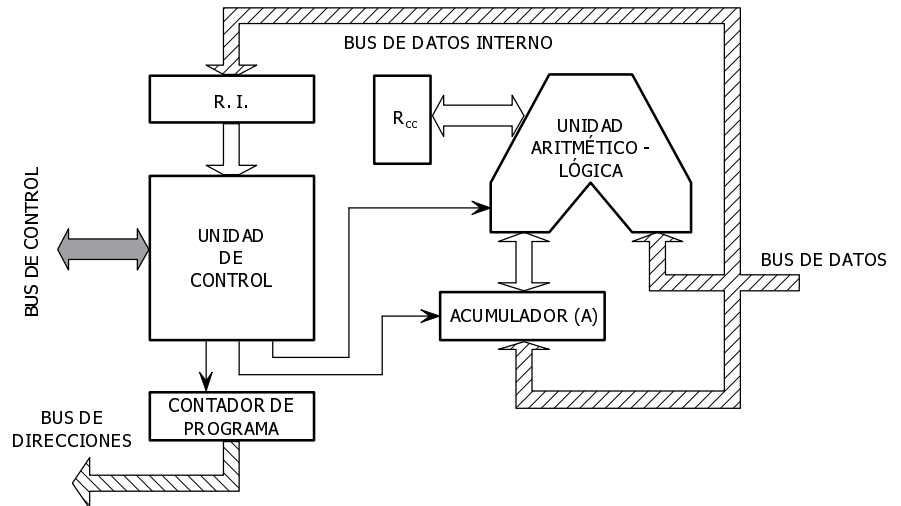 BUS DE DATOS INTERNO
R. I.
Rcc
UNIDAD
ARITMÉTICO -
LÓGICA
BUS DE CONTROL
UNIDAD
DE
CONTROL
BUS DE DATOS
ACUMULADOR (A)
CONTADOR DE
PROGRAMA
BUS DE
DIRECCIONES